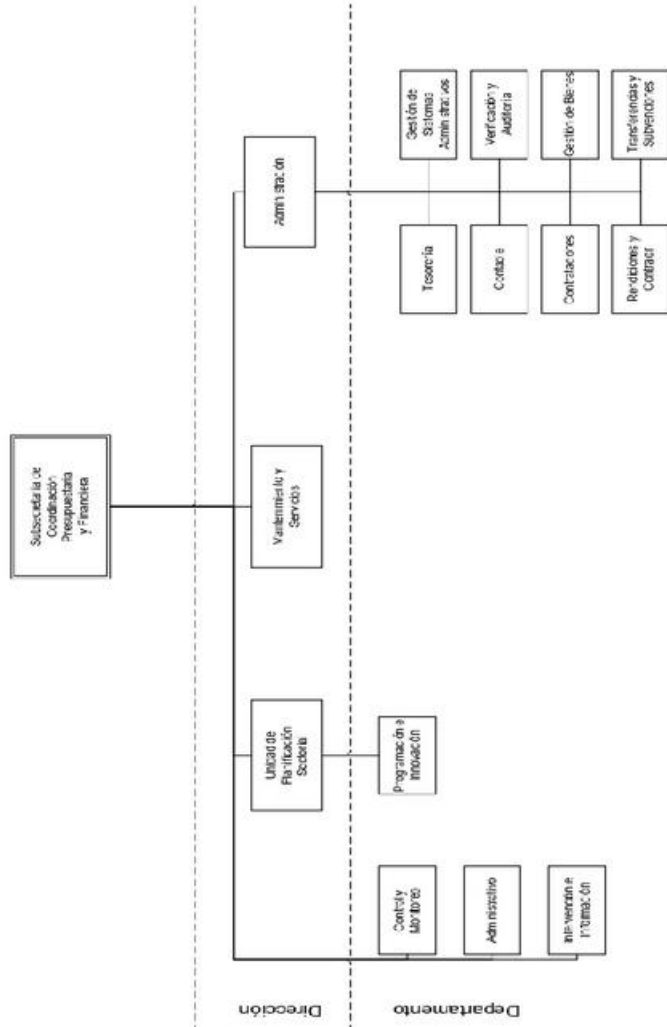 Subsecretaría de
Coordinación
Presupuestaria
y Financiera
Dirección
Unidad de
Planificación
Sectorial
Mantenimiento y
Servicios
Administración
Departamento
Control y
Monitoreo
Administrativo
Intervención e
Información
Programación e
Innovación
Tesorería
Gestión de
Sistemas
Administrativos
Contable
Verificación y
Auditoría
Contrataciones
Gestión de Bienes
Rendiciones y
Transferencias y
Subvenciones